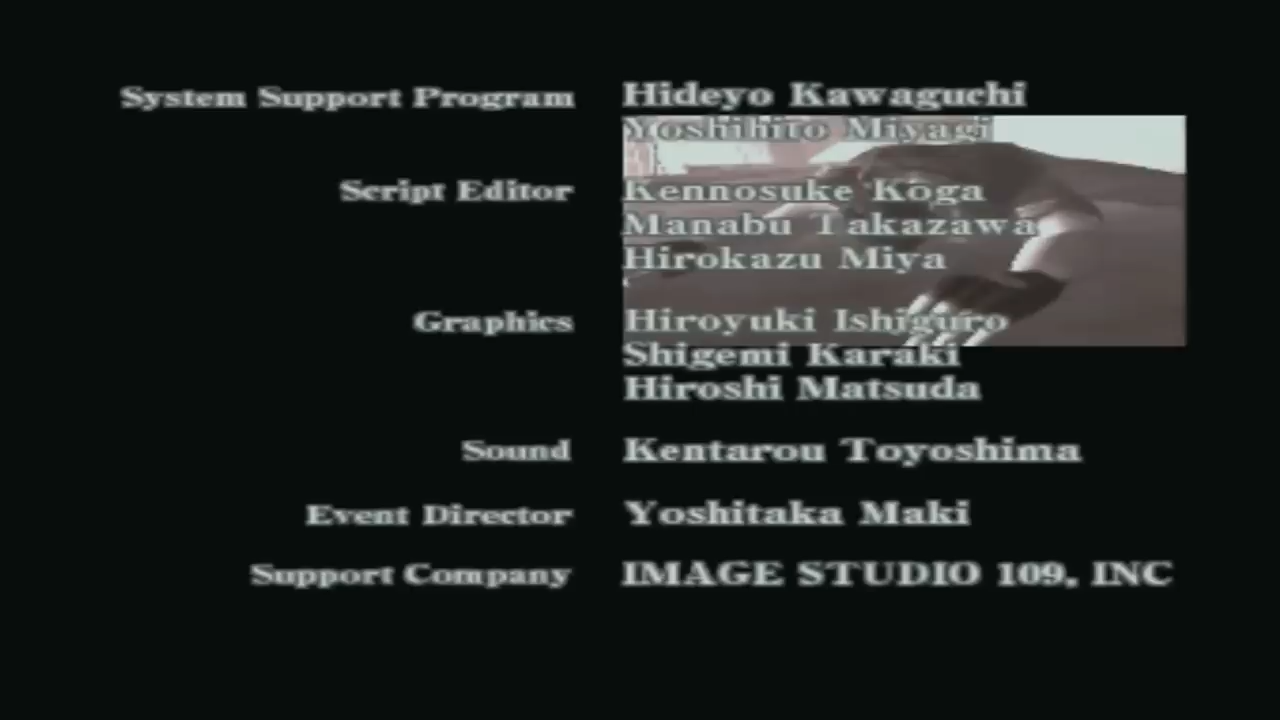 System Support Program Hideyo Kawaguchi
Yoshihito Miyagi
Script Editor Kennosuke Koga
Manabu Takazawa
Hirokazu Miya
Graphics Hiroyuki Ishiguro
Shigemi Karaki
Hiroshi Matsuda
Sound Kentarou Toyoshima
Event Director Yoshitaka Maki
Support Company IMAGE STUDIO 109, INC